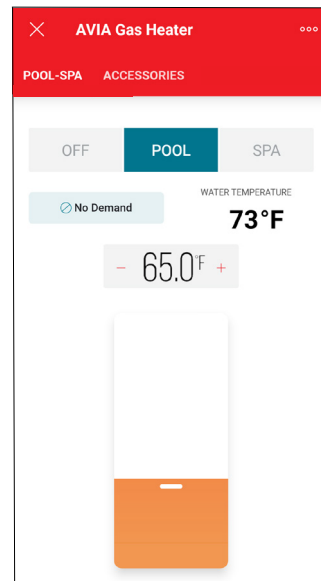 AVIA Gas Heater
POOL-SPA ACCESSORIES
OFF POOL SPA
No Demand
WATER TEMPERATURE
73°F
- 65.0°F +